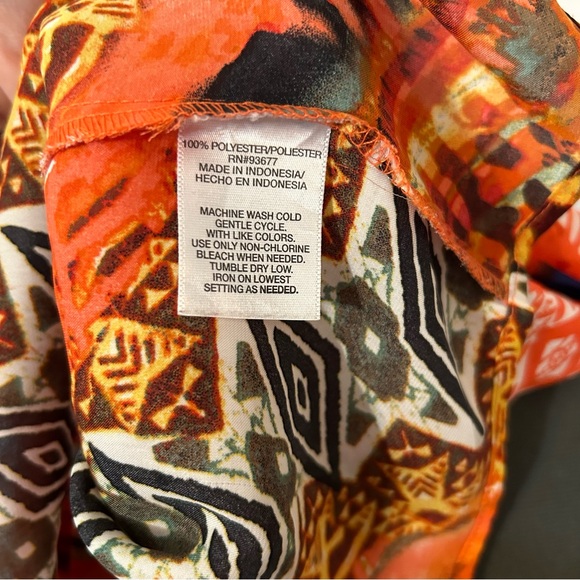 100% POLYESTER/POLIESTER
RN#93677
MADE IN INDONESIA/
HECHO EN INDONESIA
MACHINE WASH COLD
GENTLE CYCLE.
WITH LIKE COLORS.
USE ONLY NON-CHLORINE
BLEACH WHEN NEEDED.
TUMBLE DRY LOW.
IRON ON LOWEST
SETTING AS NEEDED.